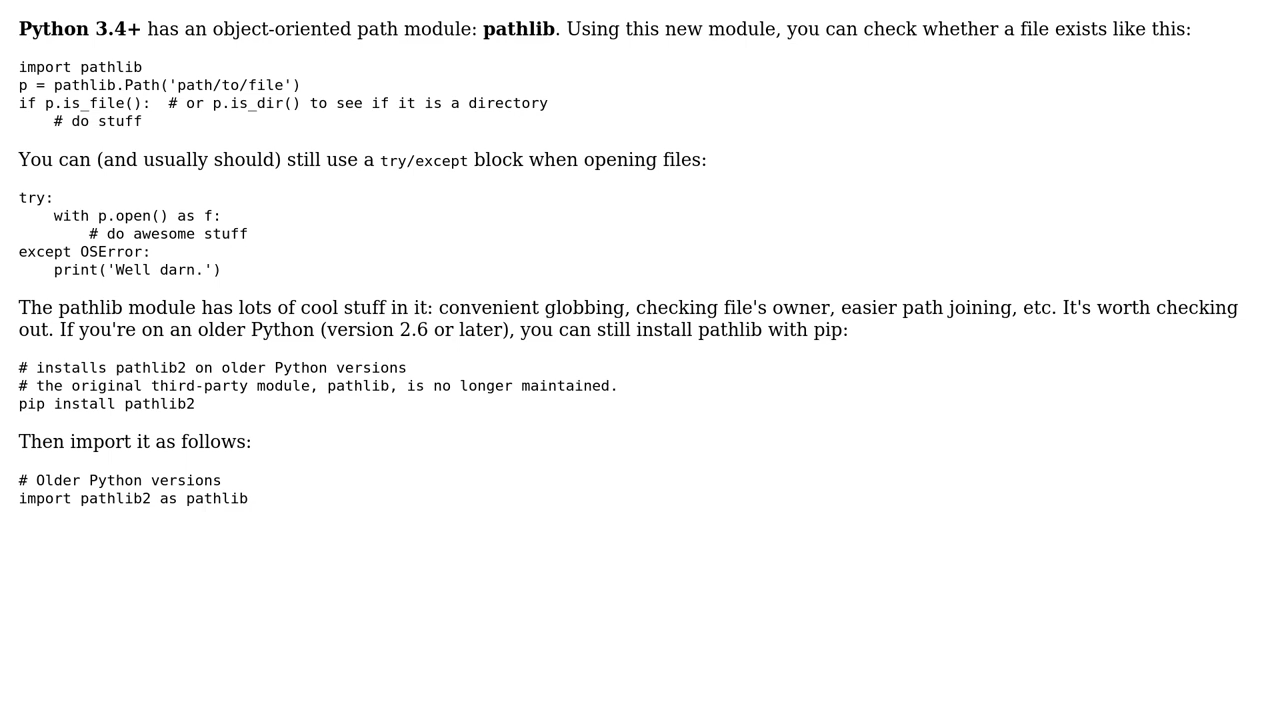 Python 3.4+ has an object-oriented path module: pathlib. Using this new module, you can check whether a file exists like this:
import pathlib
p = pathlib.Path('path/to/file')
if p.is_file():  # or p.is_dir() to see if it is a directory
    # do stuff
You can (and usually should) still use a try/except block when opening files:
try:
    with p.open() as f:
        # do awesome stuff
except OSError:
    print('Well darn.')
The pathlib module has lots of cool stuff in it: convenient globbing, checking file's owner, easier path joining, etc. It's worth checking
out. If you're on an older Python (version 2.6 or later), you can still install pathlib with pip:
# installs pathlib2 on older Python versions
# the original third-party module, pathlib, is no longer maintained.
pip install pathlib2
Then import it as follows:
# Older Python versions
import pathlib2 as pathlib